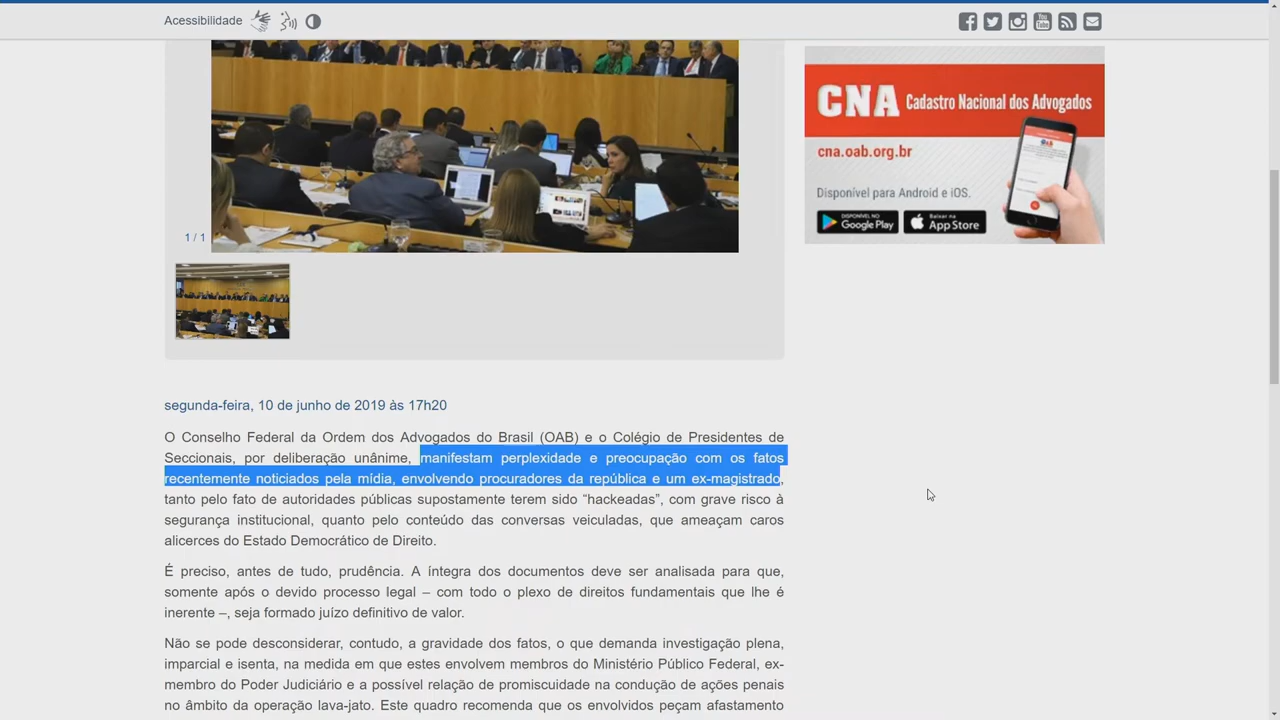 Acessibilidade
CNA Cadastro Nacional dos Advogados
cna.oab.org.br
Disponível para Android e iOS.
DISPONÍVEL NO
Google Play
Baixar na
App Store
1 / 1
segunda-feira, 10 de junho de 2019 às 17h20
O Conselho Federal da Ordem dos Advogados do Brasil (OAB) e o Colégio de Presidentes de
Seccionais, por deliberação unânime, manifestam perplexidade e preocupação com os fatos
recentemente noticiados pela mídia, envolvendo procuradores da república e um ex-magistrado,
tanto pelo fato de autoridades públicas supostamente terem sido “hackeadas”, com grave risco à
segurança institucional, quanto pelo conteúdo das conversas veiculadas, que ameaçam caros
alicerces do Estado Democrático de Direito.
É preciso, antes de tudo, prudência. A íntegra dos documentos deve ser analisada para que,
somente após o devido processo legal – com todo o plexo de direitos fundamentais que lhe é
inerente –, seja formado juízo definitivo de valor.
Não se pode desconsiderar, contudo, a gravidade dos fatos, o que demanda investigação plena,
imparcial e isenta, na medida em que estes envolvem membros do Ministério Público Federal, ex-
membro do Poder Judiciário e a possível relação de promiscuidade na condução de ações penais
no âmbito da operação lava-jato. Este quadro recomenda que os envolvidos peçam afastamento